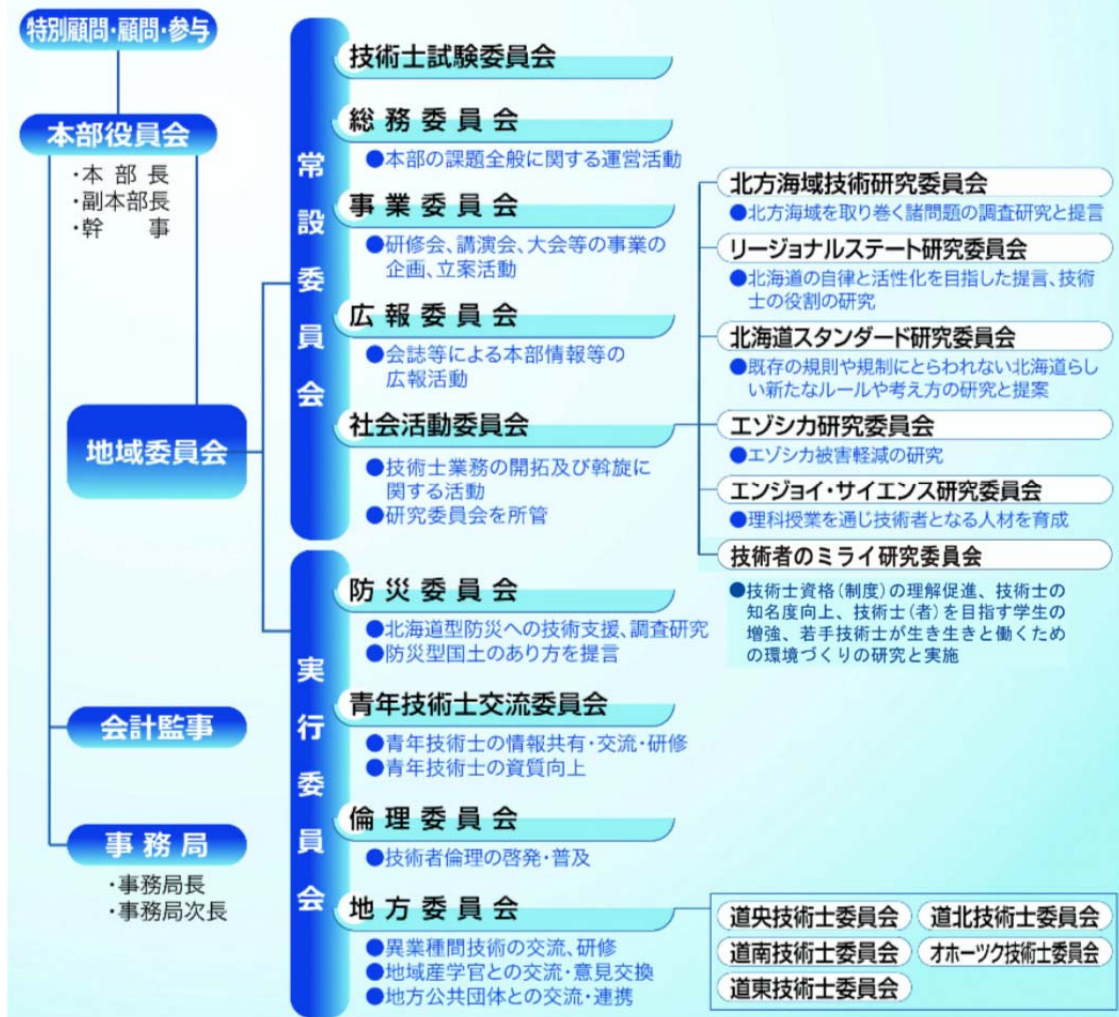 特別顧問・顧問・参与
本部役員会
・本部長
・副本部長
・幹事
地域委員会
会計監事
事務局
・事務局長
・事務局次長
常設委員会
技術士試験委員会
総務委員会
●本部の課題全般に関する運営活動
事業委員会
●研修会、講演会、大会等の事業の
企画、立案活動
広報委員会
●会誌等による本部情報等の
広報活動
社会活動委員会
●技術士業務の開拓及び斡旋に
関する活動
●研究委員会を所管
北方海域技術研究委員会
●北方海域を取り巻く諸問題の調査研究と提言
リージョナルステート研究委員会
●北海道の自律と活性化を目指した提言、技術
士の役割の研究
北海道スタンダード研究委員会
●既存の規則や規制にとらわれない北海道らし
い新たなルールや考え方の研究と提案
エゾシカ研究委員会
●エゾシカ被害軽減の研究
エンジョイ・サイエンス研究委員会
●理科授業を通じ技術者となる人材を育成
技術者のミライ研究委員会
●技術士資格(制度)の理解促進、技術士の
知名度向上、技術士(者)を目指す学生の
増強、若手技術士が生き生きと働くため
の環境づくりの研究と実施
実行委員会
防災委員会
●北海道型防災への技術支援、調査研究
●防災型国土のあり方を提言
青年技術士交流委員会
●青年技術士の情報共有・交流・研修
●青年技術士の資質向上
倫理委員会
●技術者倫理の啓発・普及
地方委員会
●異業種間技術の交流、研修
●地域産学官との交流・意見交換
●地方公共団体との交流・連携
道央技術士委員会
道北技術士委員会
道南技術士委員会
オホーツク技術士委員会
道東技術士委員会